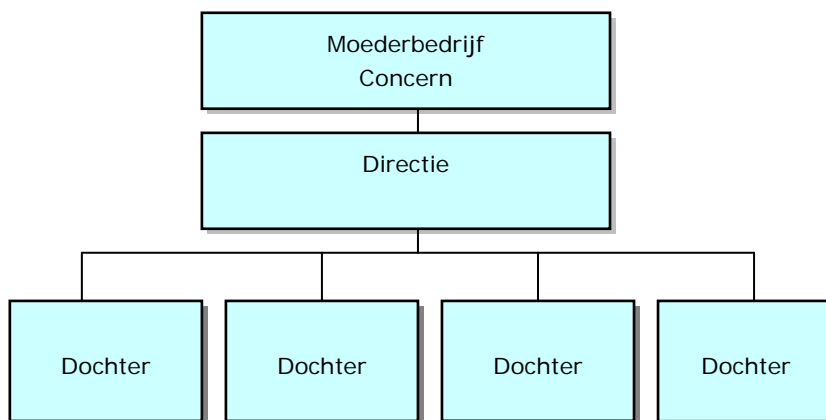 Moederbedrijf
Concern
Directie
Dochter
Dochter
Dochter
Dochter